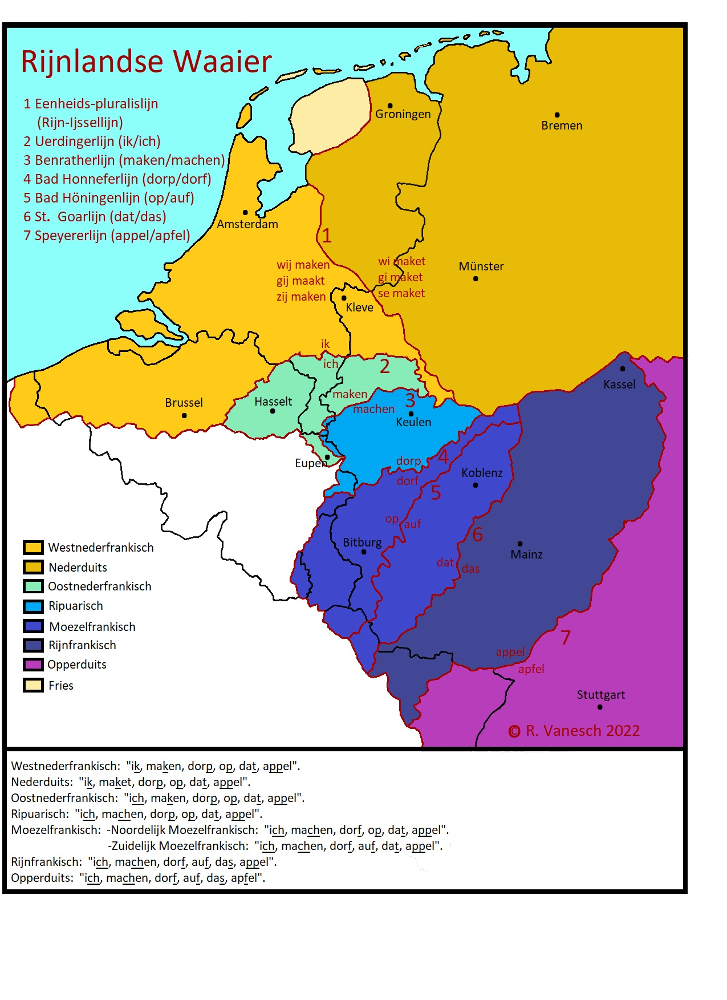 Rijnlandse Waaier
1 Eenheids-pluralislijn
(Rijn-Ijssellijn)
2 Uerdingerlijn (ik/ich)
3 Benratherlijn (maken/machen)
4 Bad Honneferlijn (dorp/dorf)
5 Bad Höningenlijn (op/auf)
6 St. Goarlijn (dat/das)
7 Speyererlijn (appel/apfel)
Groningen
Bremen
Amsterdam
1
wij maken
gij maakt
zij maken
wi maket
gi maket
se maket
Münster
Kleve
ik
ich
2
Kassel
maken
machen
3
Hasselt
Brussel
Keulen
Eupen
dorp
dorf
4
Koblenz
5
op
auf
6
Bitburg
Mainz
dat
das
7
appel
apfel
Stuttgart
© R. Vanesch 2022
Westnederfrankisch
Nederduits
Oostnederfrankisch
Ripuarisch
Moezelfrankisch
Rijnfrankisch
Opperduits
Fries
Westnederfrankisch: "ik, maken, dorp, op, dat, appel".
Nederduits: "ik, maket, dorp, op, dat, appel".
Oostnederfrankisch: "ich, maken, dorp, op, dat, appel".
Ripuarisch: "ich, machen, dorp, op, dat, appel".
Moezelfrankisch: -Noordelijk Moezelfrankisch: "ich, machen, dorf, op, dat, appel".
-Zuidelijk Moezelfrankisch: "ich, machen, dorf, auf, dat, appel".
Rijnfrankisch: "ich, machen, dorf, auf, das, appel".
Opperduits: "ich, machen, dorf, auf, das, apfel".